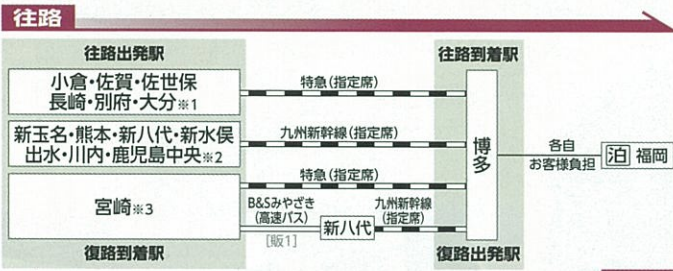 往路
往路出発駅
往路到着駅
小倉・佐賀・佐世保
長崎・別府・大分※1
特急(指定席)
新玉名・熊本・新八代・新水俣
出水・川内・鹿児島中央※2
九州新幹線(指定席)
博多
各自
お客様負担
泊 福岡
宮崎※3
特急(指定席)
B&Sみやざき
(高速バス)
[販1]
新八代
九州新幹線
(指定席)
復路到着駅
復路出発駅